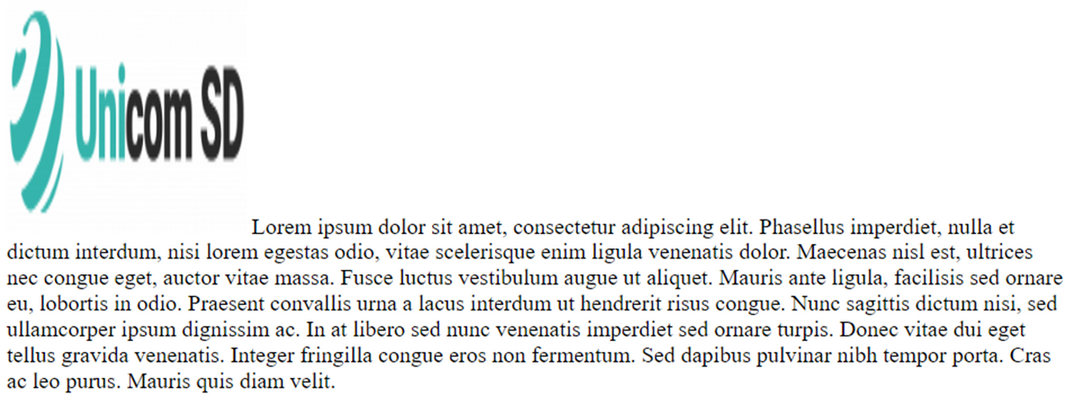 Unicom SD
Lorem ipsum dolor sit amet, consectetur adipiscing elit. Phasellus imperdiet, nulla et
dictum interdum, nisi lorem egestas odio, vitae scelerisque enim ligula venenatis dolor. Maecenas nisl est, ultrices
nec congue eget, auctor vitae massa. Fusce luctus vestibulum augue ut aliquet. Mauris ante ligula, facilisis sed ornare
eu, lobortis in odio. Praesent convallis urna a lacus interdum ut hendrerit risus congue. Nunc sagittis dictum nisi, sed
ullamcorper ipsum dignissim ac. In at libero sed nunc venenatis imperdiet sed ornare turpis. Donec vitae dui eget
tellus gravida venenatis. Integer fringilla congue eros non fermentum. Sed dapibus pulvinar nibh tempor porta. Cras
ac leo purus. Mauris quis diam velit.